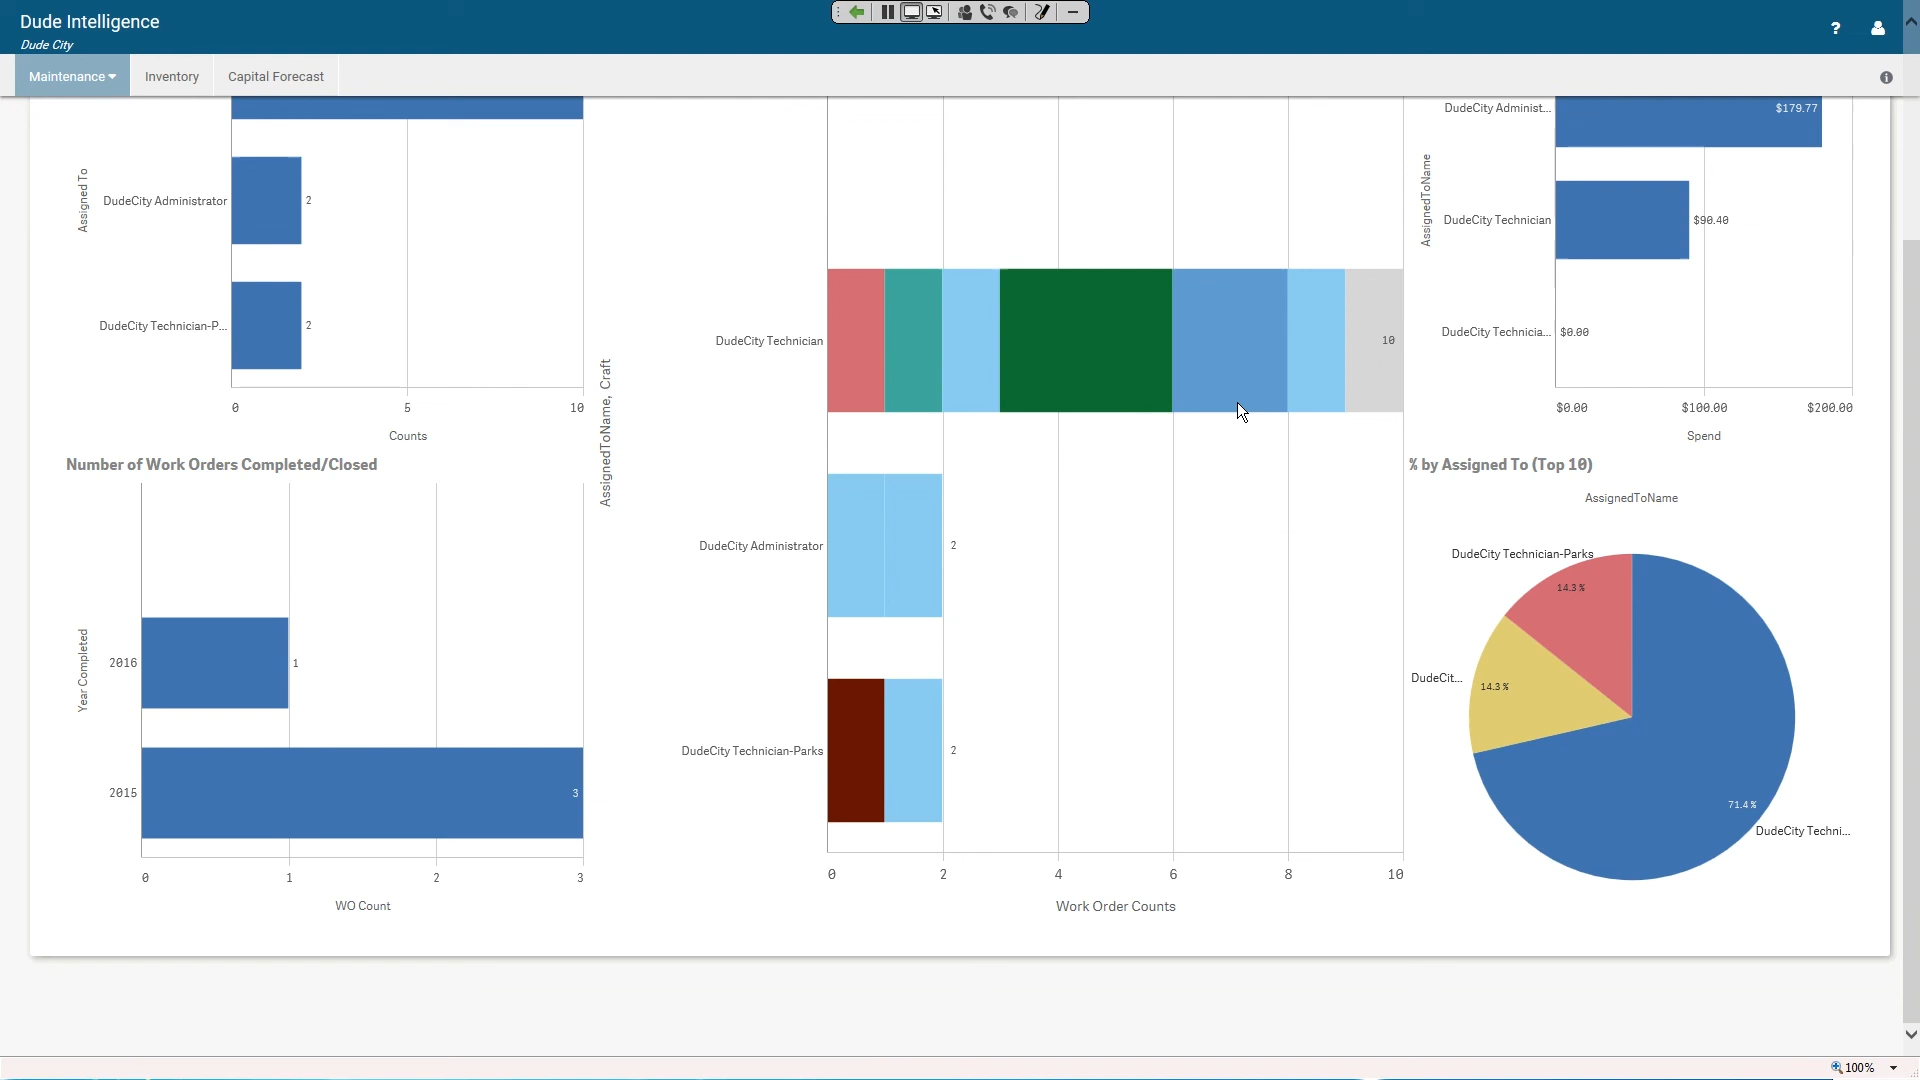 Dude Intelligence
Dude City
?
Maintenance
Inventory
Capital Forecast
Assigned To
DudeCity Administrator
2
DudeCity Technician-P...
2
0
5
10
Counts
Number of Work Orders Completed/Closed
Year Completed
2016
1
2015
3
0
1
2
3
WO Count
AssignedToName, Craft
DudeCity Technician
10
DudeCity Administrator
2
DudeCity Technician-Parks
2
0
2
4
6
8
10
Work Order Counts
AssignedToName
DudeCity Administ...
$179.77
DudeCity Technician
$90.40
DudeCity Technicia...
$0.00
$0.00
$100.00
$200.00
Spend
% by Assigned To (Top 10)
AssignedToName
DudeCity Technician-Parks
14.3 %
DudeCit...
14.3 %
71.4 %
DudeCity Techni...
100%